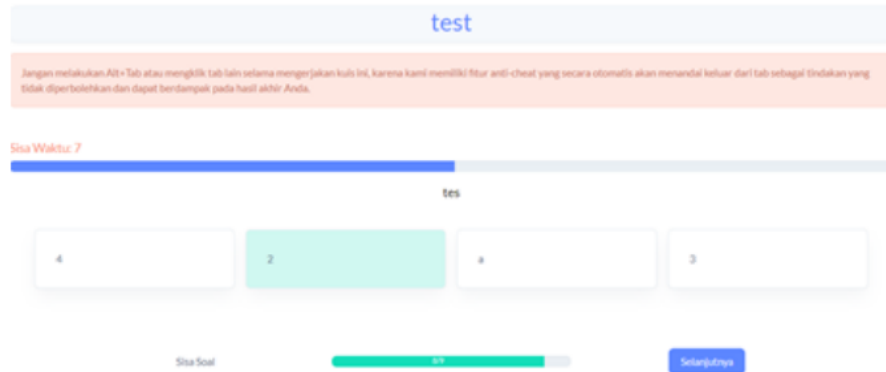 test
Jangan melakukan Alt+Tab atau mengklik tab lain selama mengerjakan kuis ini, karena kami memiliki fitur anti-cheat yang secara otomatis akan menandai keluar dari tab sebagai tindakan yang
tidak diperbolehkan dan dapat berdampak pada hasil akhir Anda.
Sisa Waktu: 7
tes
4 2 a 3
Sisa Soal 8/9 Selanjutnya